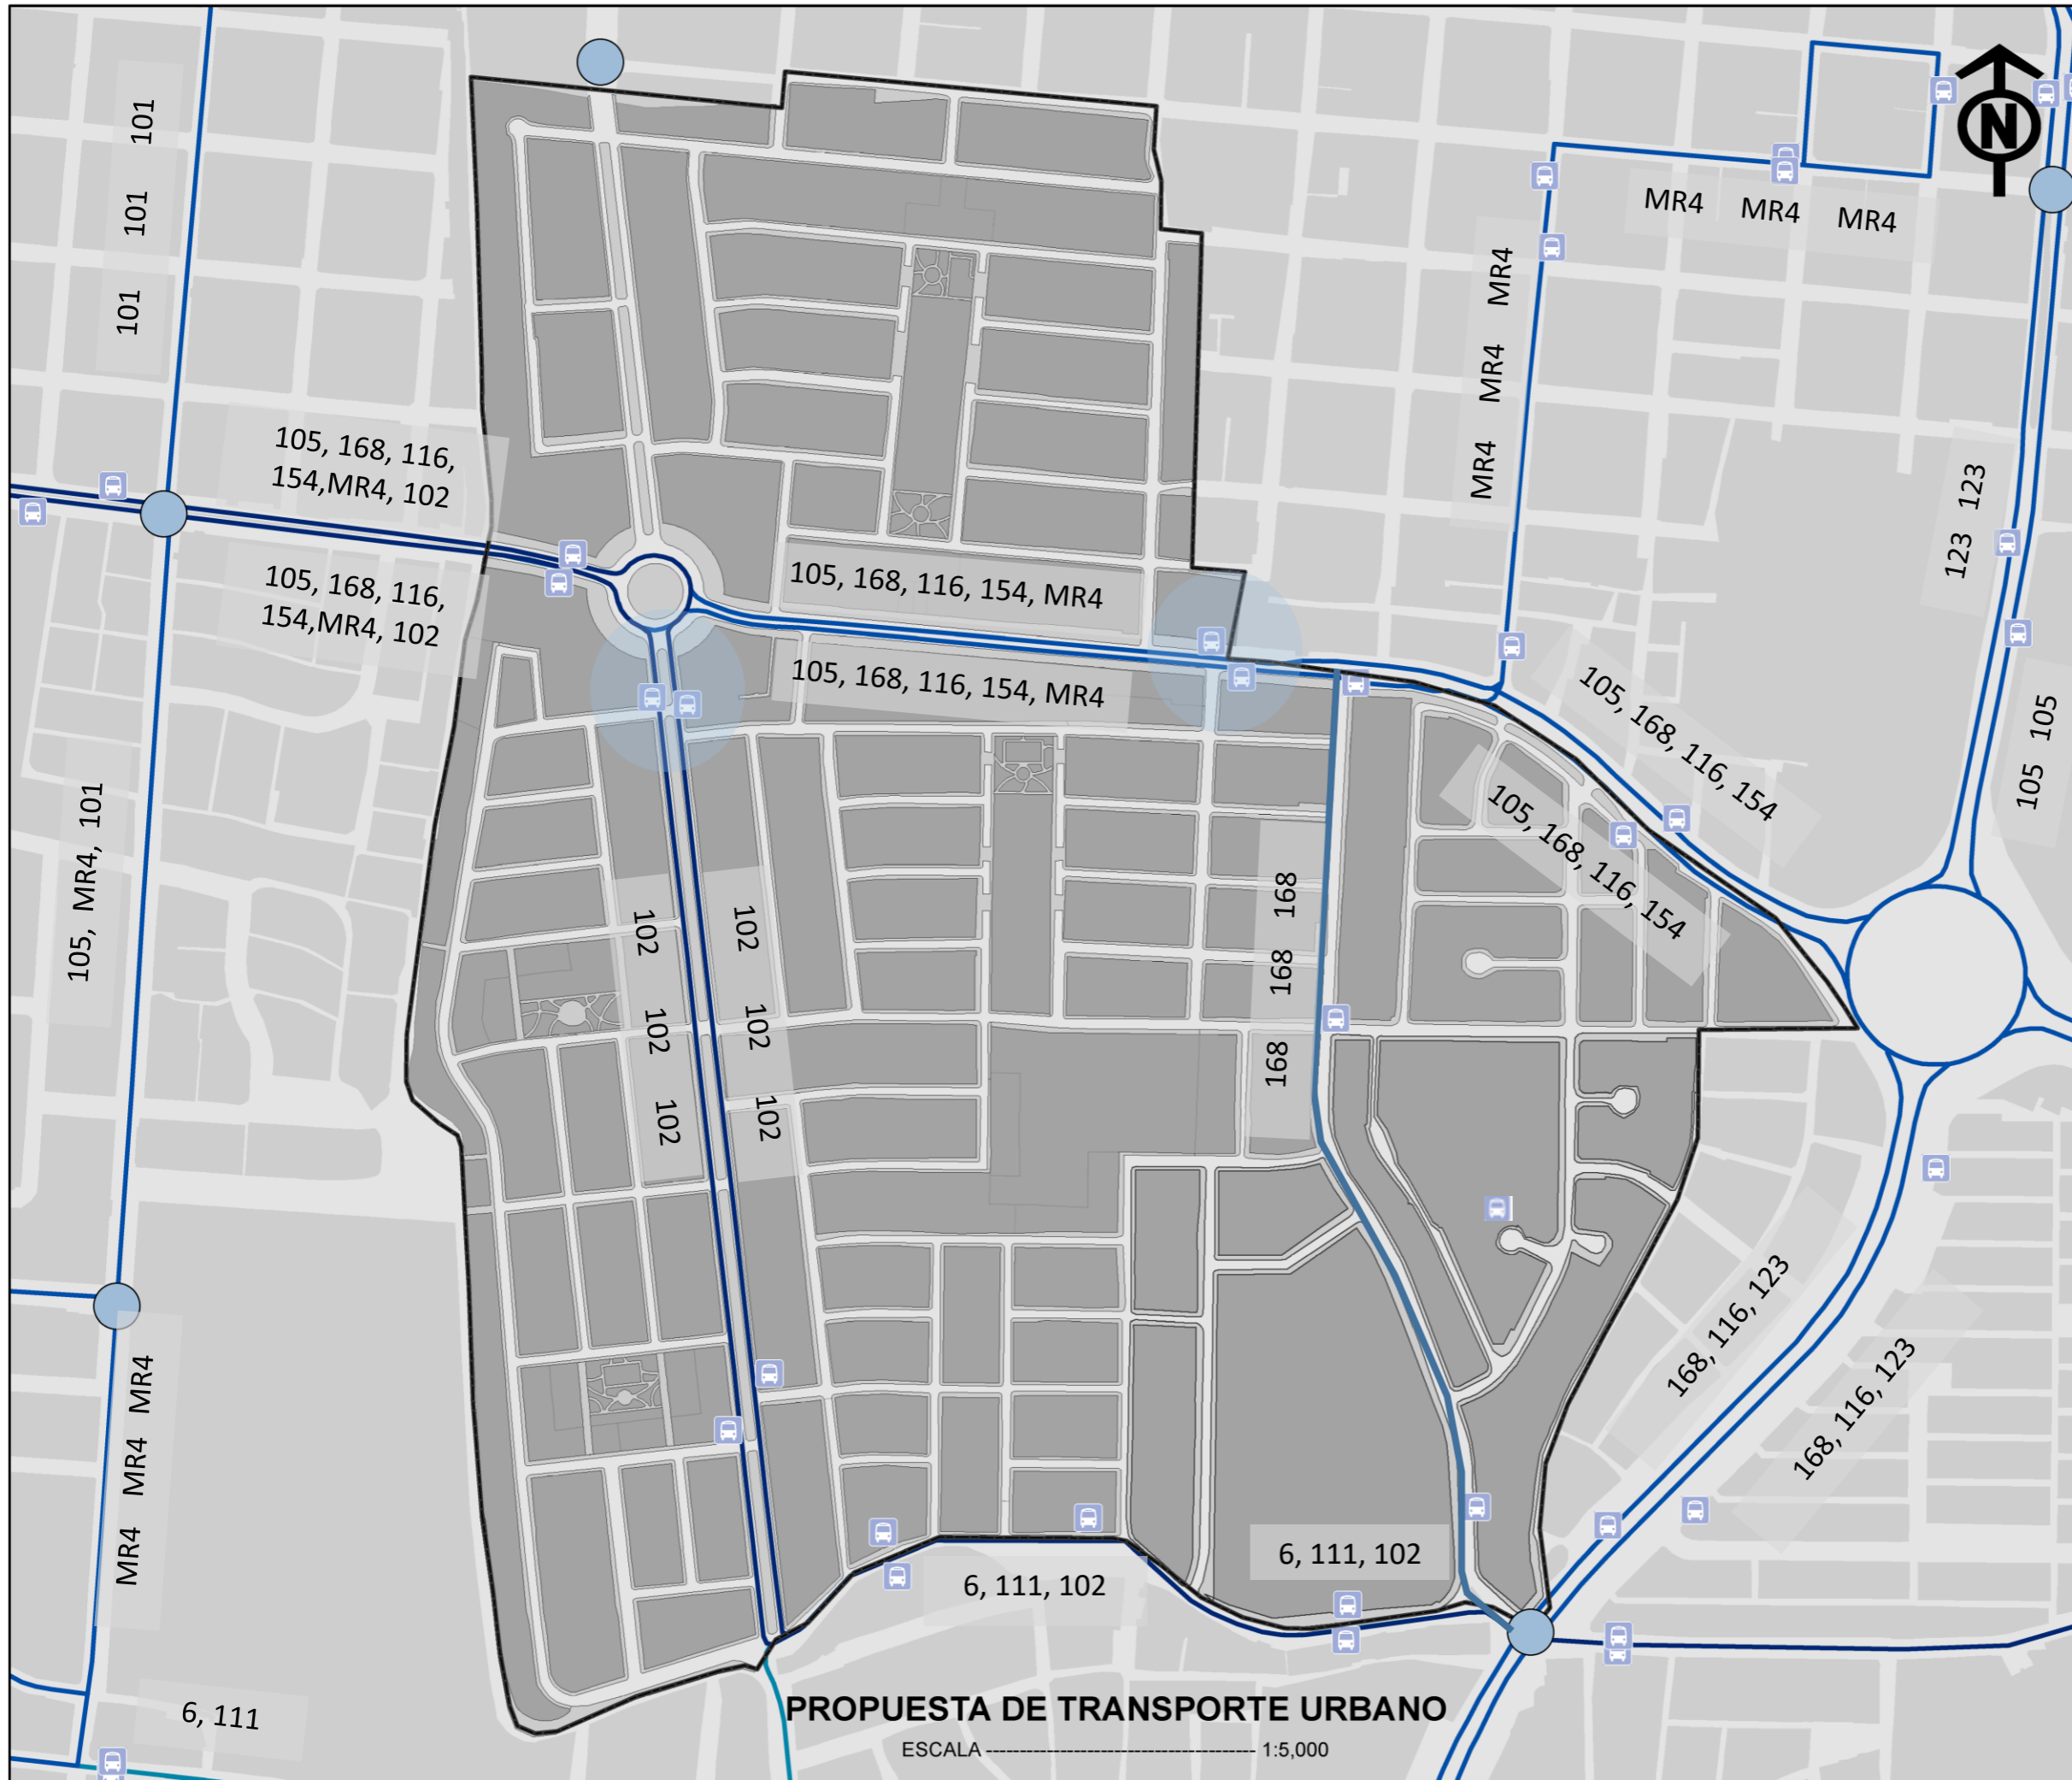 N
101
101
101
MR4 MR4 MR4
MR4
MR4
MR4
105, 168, 116,
154,MR4, 102
105, 168, 116,
154,MR4, 102
105, 168, 116, 154, MR4
105, 168, 116, 154, MR4
123
123
105
105
105, 168, 116, 154
105, 168, 116, 154
105, MR4, 101
102
102
102
102
102
102
168
168
168
168, 116, 123
168, 116, 123
MR4
MR4
MR4
6, 111, 102
6, 111, 102
6, 111
PROPUESTA DE TRANSPORTE URBANO
ESCALA ---------------------------------------- 1:5,000